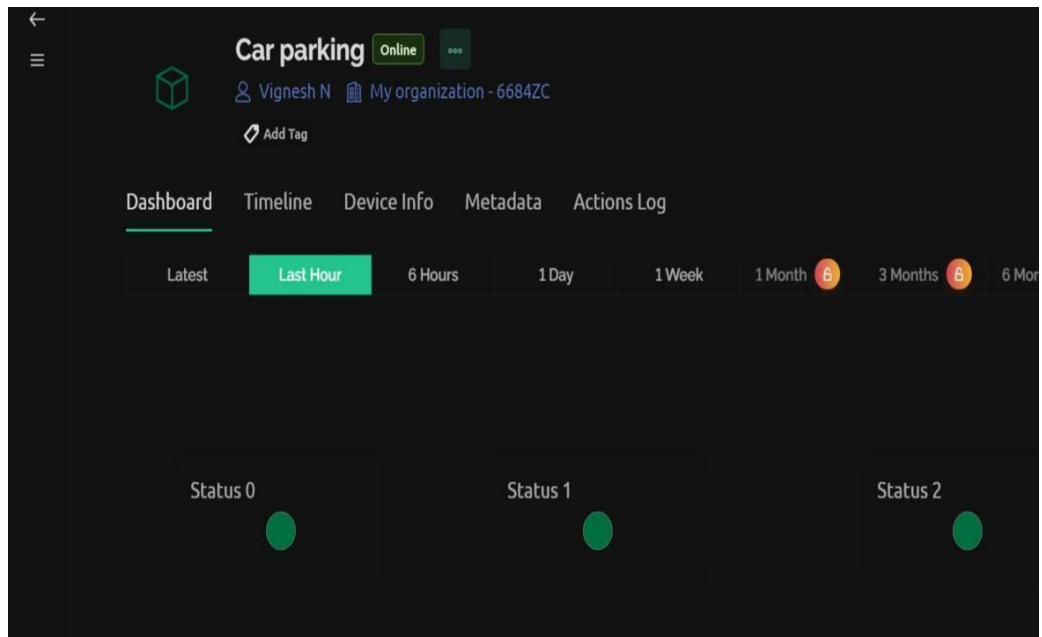 Car parking Online
Vignesh N My organization - 6684ZC
Add Tag
Dashboard Timeline Device Info Metadata Actions Log
Latest Last Hour 6 Hours 1 Day 1 Week 1 Month 3 Months 6 Mon
Status 0 Status 1 Status 2